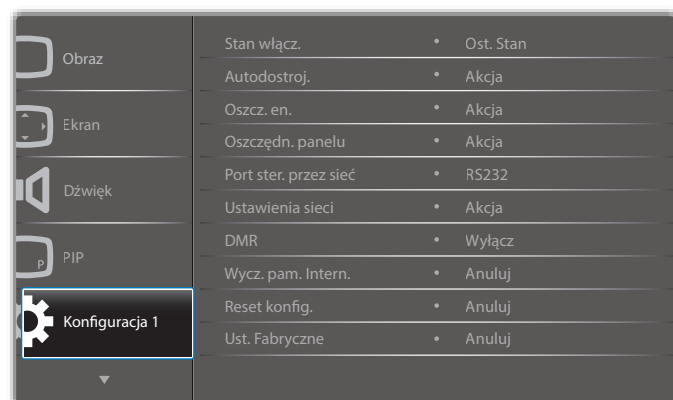 Obraz
Ekran
Dźwięk
PIP
P
Konfiguracja 1
Stan włącz. • Ost. Stan
Autodostroj. • Akcja
Oszcz. en. • Akcja
Oszczędn. panelu • Akcja
Port ster. przez sieć • RS232
Ustawienia sieci • Akcja
DMR • Wyłącz
Wycz. pam. Intern. • Anuluj
Reset konfig. • Anuluj
Ust. Fabryczne • Anuluj